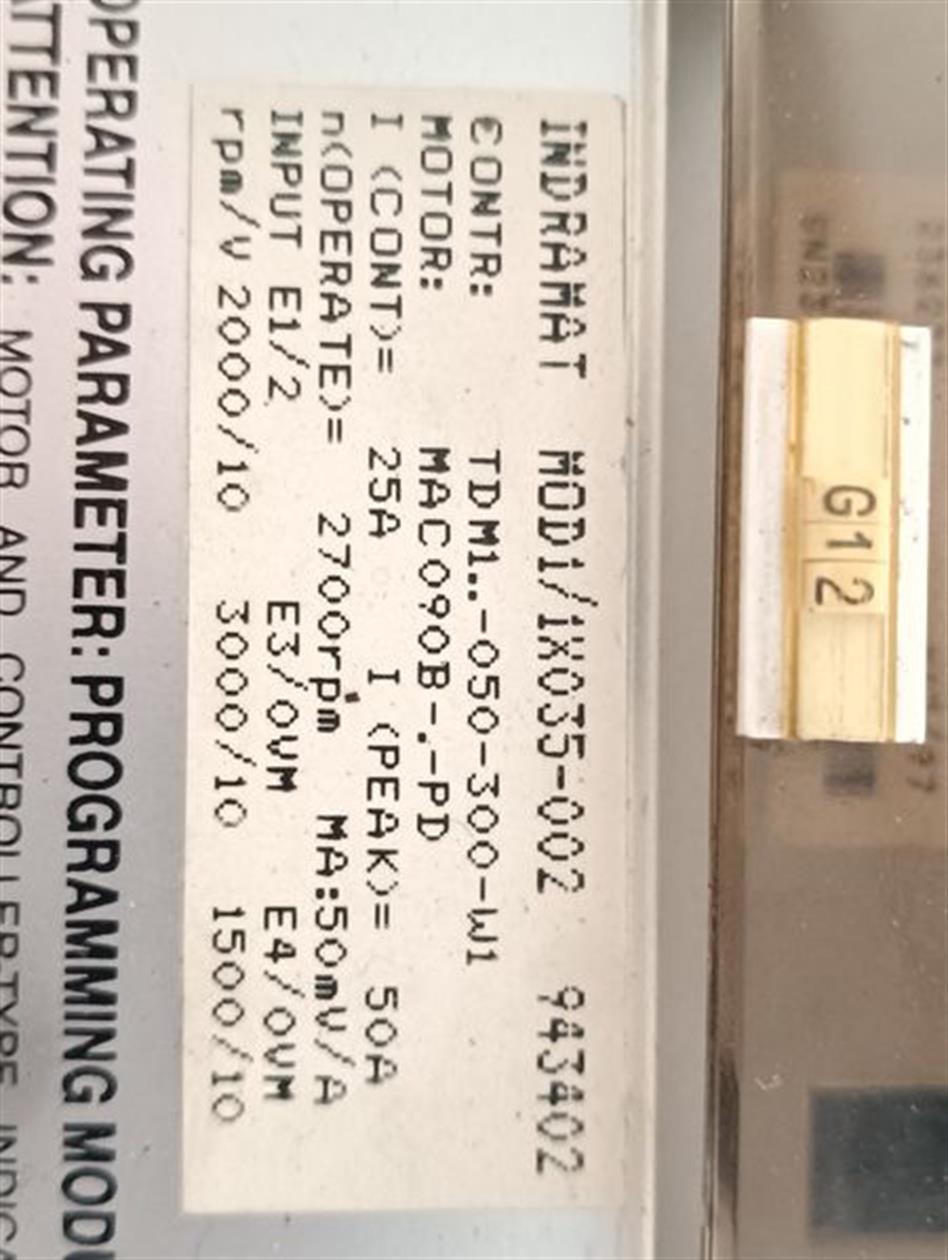 G12
INDRAMAT MOD1/1X035-002 943402
CONTR: TDM1.-050-300-W1
MOTOR: MAC090B-.-PD
I (CONT)= 25A I (PEAK)= 50A
n(OPERATE)= 2700rpm MA:50mV/A
INPUT E1/2 E3/0VM E4/0VM
rpm/V 2000/10 3000/10 1500/10
OPERATING PARAMETER: PROGRAMMING MODU
ATTENTION: MOTOR AND CONTROLLER-TYPE INDICA